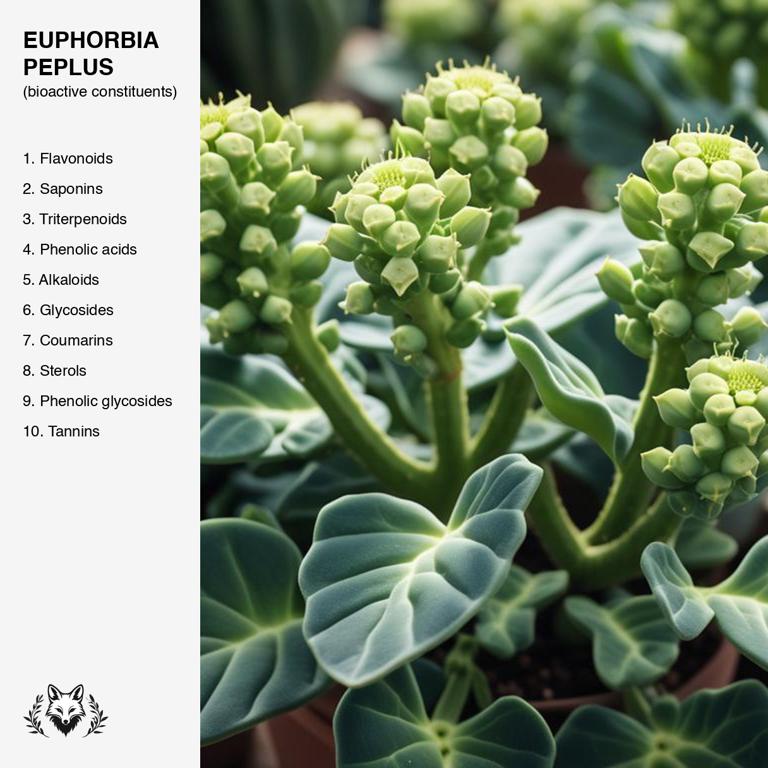 EUPHORBIA
PEPLUS
(bioactive constituents)
1. Flavonoids
2. Saponins
3. Triterpenoids
4. Phenolic acids
5. Alkaloids
6. Glycosides
7. Coumarins
8. Sterols
9. Phenolic glycosides
10. Tannins